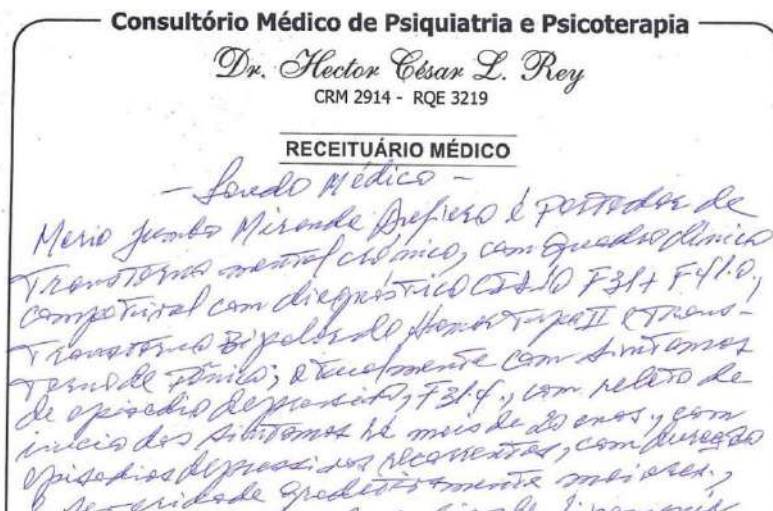 Consultório Médico de Psiquiatria e Psicoterapia
Dr. Hector César L. Rey
CRM 2914 - RQE 3219
RECEITUÁRIO MÉDICO
- Laudo Médico -
Mario Miranda é portador de
Transtorno mental crônico, com quadro clínico
compatível com diagnóstico F31 + F41.0,
Transtorno Bipolar do Humor Tipo II e Trans-
torno de Pânico; atualmente com sintomas
de episódio depressivo, F31.4., com relato de
início dos sintomas há mais de 20 anos, com
episódios depressivos recorrentes, com duração
e severidade gradativamente maiores.,